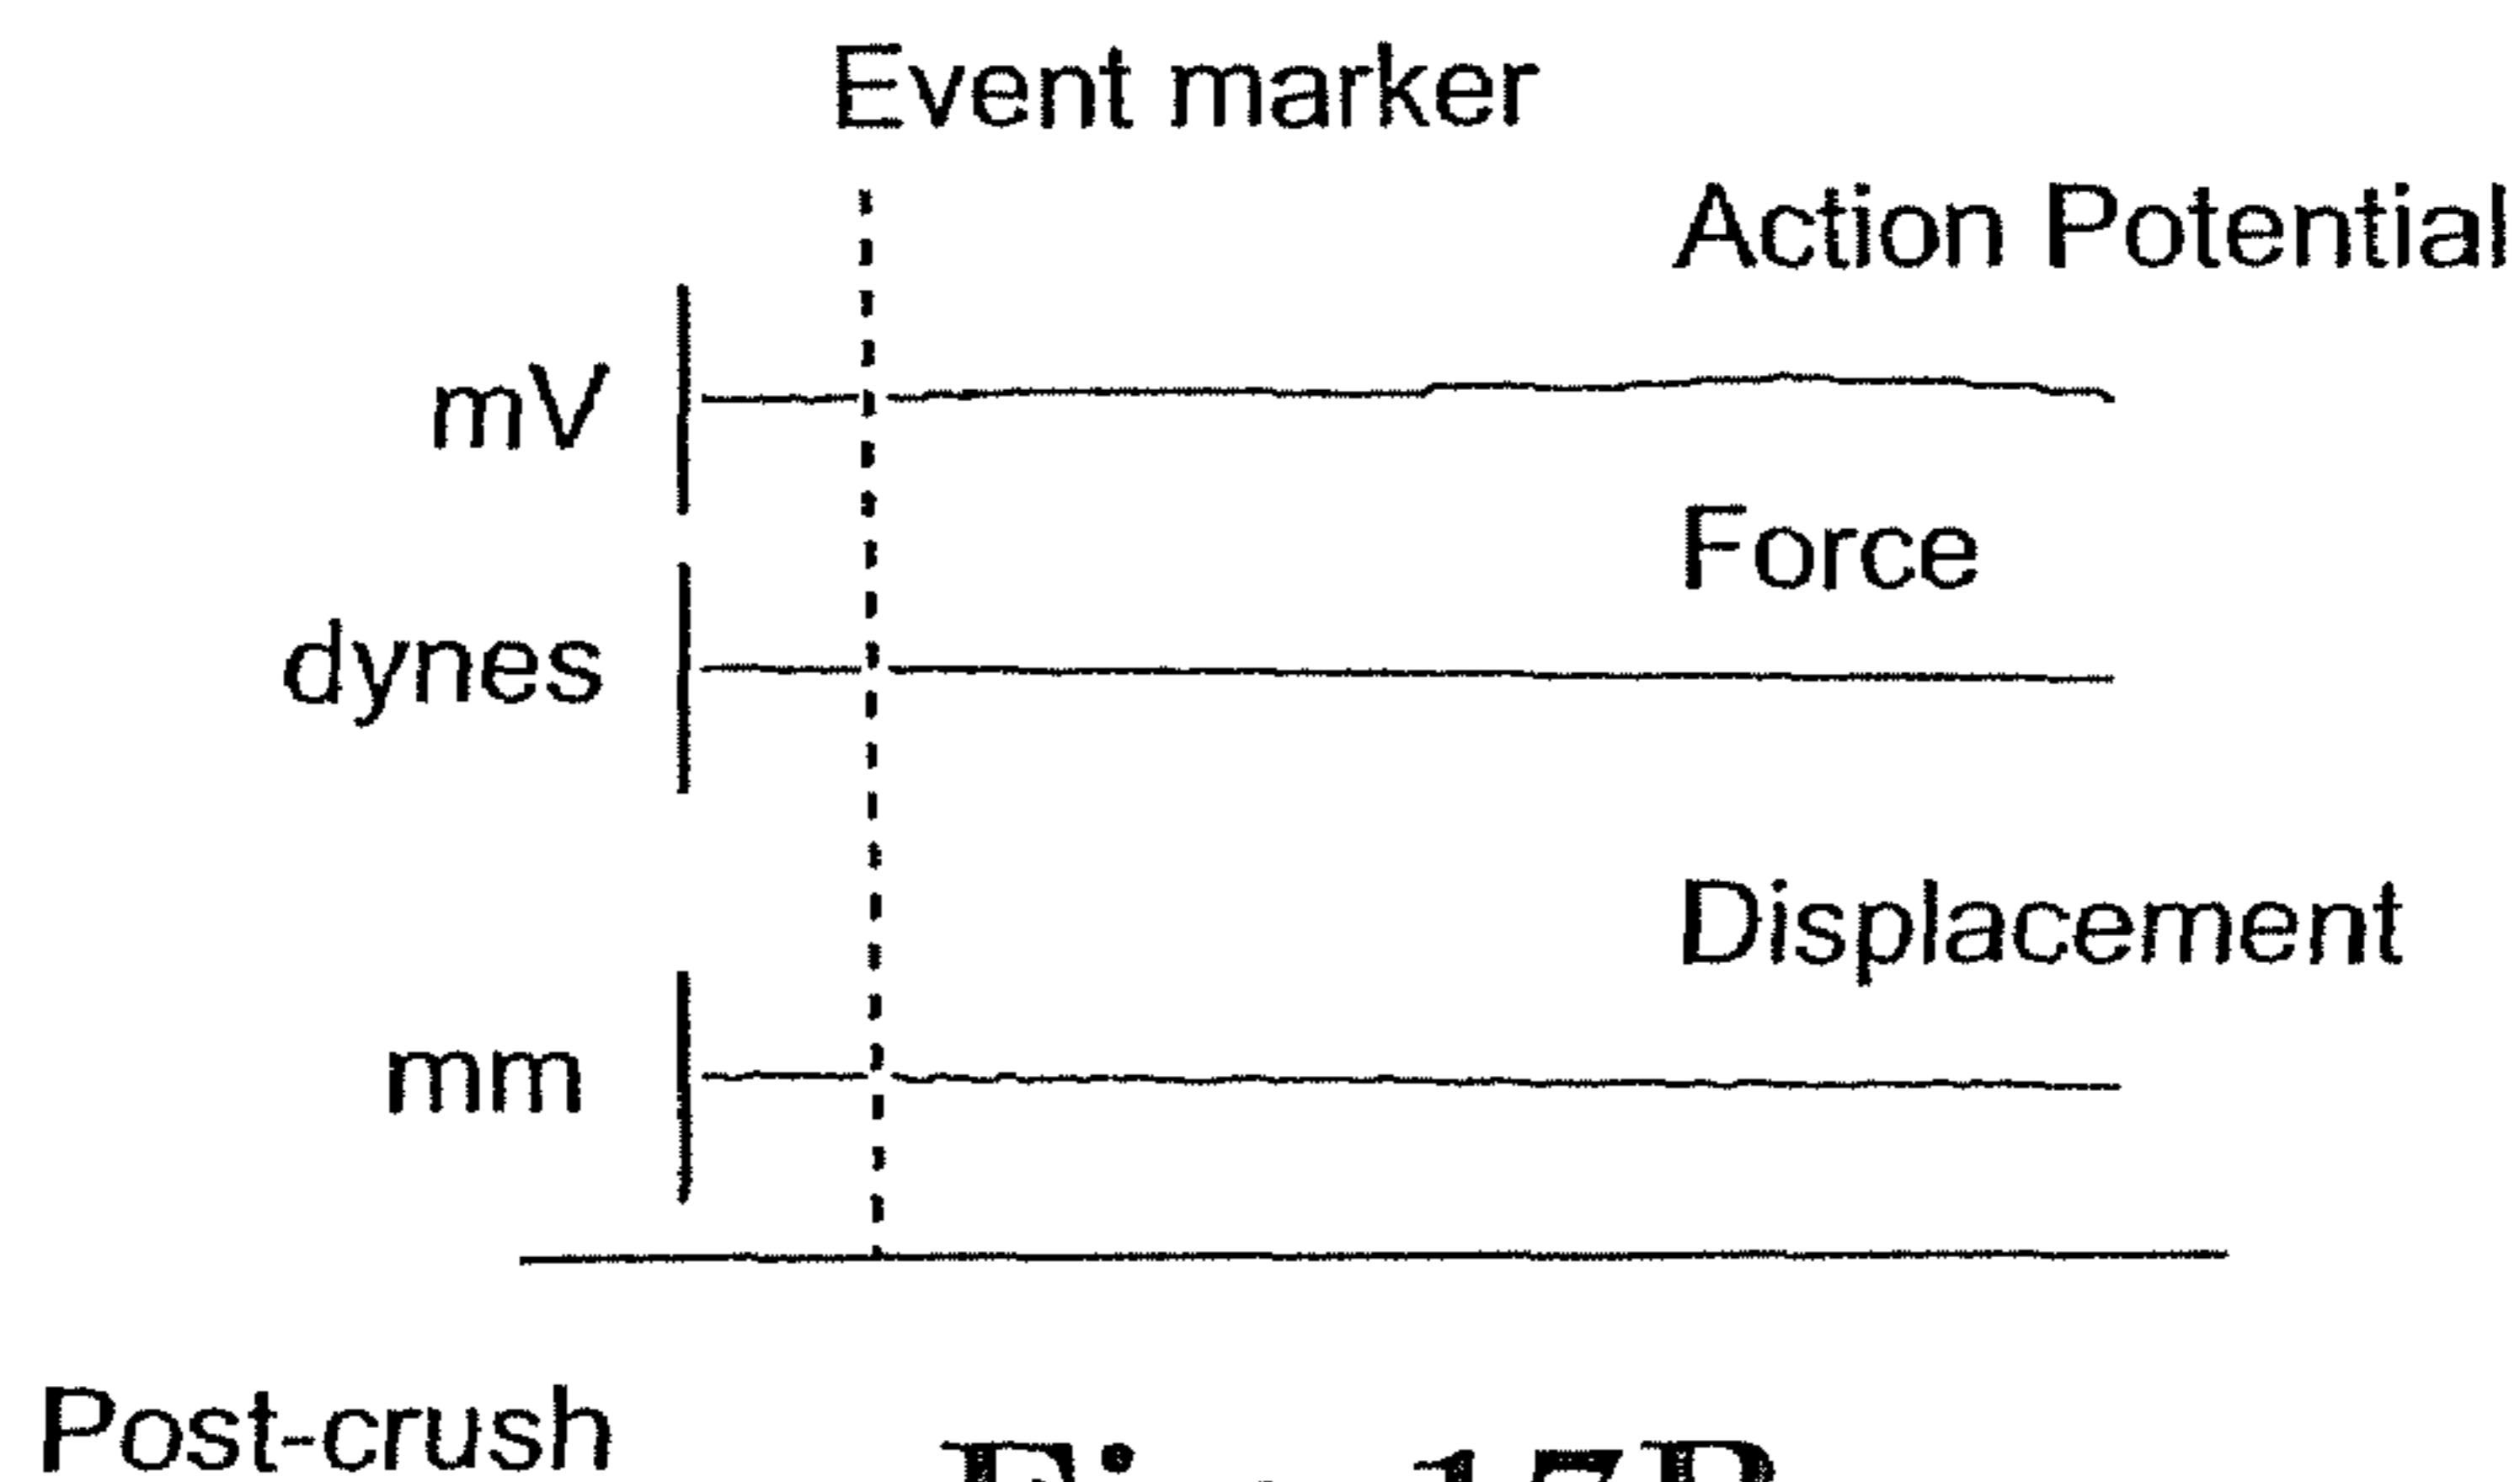 Event marker
Action Potential
mV
Force
dynes
Displacement
mm
Post-crush